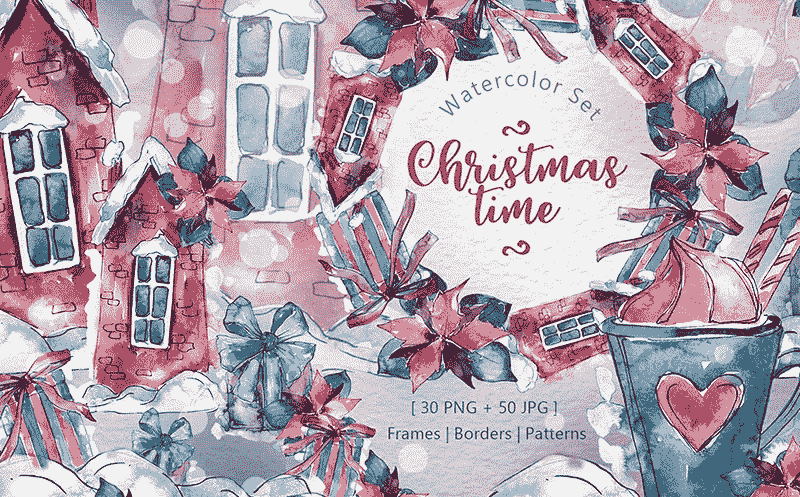 Watercolor Set
Christmas
time
[ 30 PNG + 50 JPG ]
Frames | Borders | Patterns